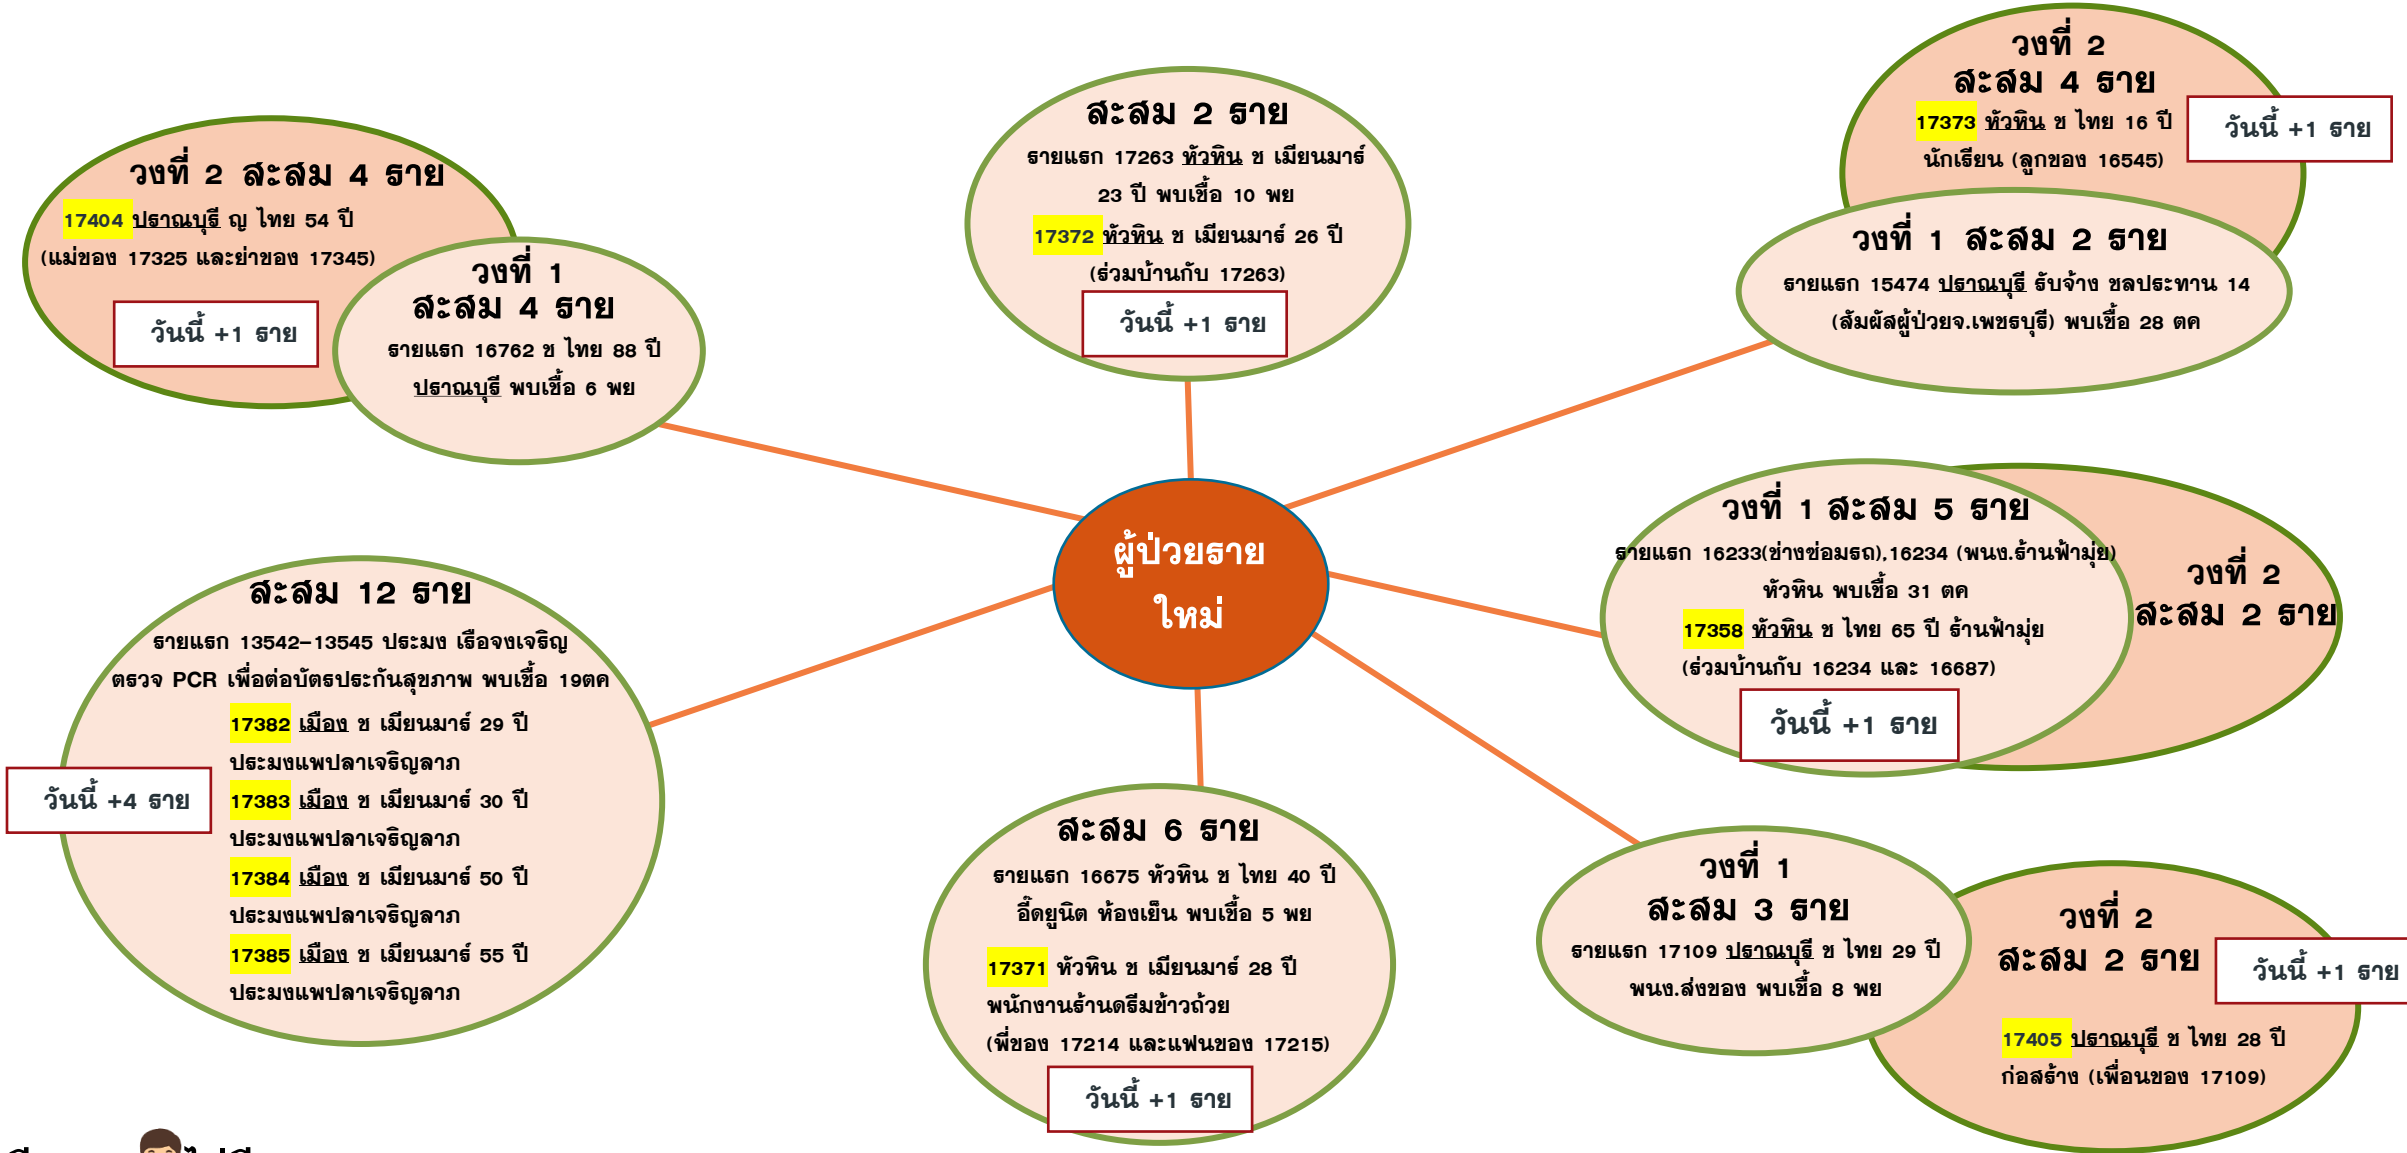 วงที่ 2 สะสม 4 ราย
17404 ปราณบุรี ญ ไทย 54 ปี
(แม่ของ 17325 และย่าของ 17345)
วันนี้ +1 ราย
วงที่ 1
สะสม 4 ราย
รายแรก 16762 ช ไทย 88 ปี
ปราณบุรี พบเชื้อ 6 พย
สะสม 2 ราย
รายแรก 17263 หัวหิน ช เมียนมาร์
23 ปี พบเชื้อ 10 พย
17372 หัวหิน ช เมียนมาร์ 26 ปี
(ร่วมบ้านกับ 17263)
วันนี้ +1 ราย
วงที่ 2
สะสม 4 ราย
17373 หัวหิน ช ไทย 16 ปี
นักเรียน (ลูกของ 16545)
วันนี้ +1 ราย
วงที่ 1 สะสม 2 ราย
รายแรก 15474 ปราณบุรี รับจ้าง ชลประทาน 14
(สัมผัสผู้ป่วยจ.เพชรบุรี) พบเชื้อ 28 ตค
ผู้ป่วยราย
ใหม่
วงที่ 1 สะสม 5 ราย
รายแรก 16233(ช่างซ่อมรถ),16234 (พนง.ร้านฟ้ามุ่ย)
หัวหิน พบเชื้อ 31 ตค
17358 หัวหิน ช ไทย 65 ปี ร้านฟ้ามุ่ย
(ร่วมบ้านกับ 16234 และ 16687)
วันนี้ +1 ราย
วงที่ 2
สะสม 2 ราย
สะสม 12 ราย
รายแรก 13542-13545 ประมง เรือจงเจริญ
ตรวจ PCR เพื่อต่อบัตรประกันสุขภาพ พบเชื้อ 19ตค
17382 เมือง ช เมียนมาร์ 29 ปี
ประมงแพปลาเจริญลาภ
17383 เมือง ช เมียนมาร์ 30 ปี
ประมงแพปลาเจริญลาภ
17384 เมือง ช เมียนมาร์ 50 ปี
ประมงแพปลาเจริญลาภ
17385 เมือง ช เมียนมาร์ 55 ปี
ประมงแพปลาเจริญลาภ
วันนี้ +4 ราย
สะสม 6 ราย
รายแรก 16675 หัวหิน ช ไทย 40 ปี
อี๊ดยูนิต ห้องเย็น พบเชื้อ 5 พย
17371 หัวหิน ช เมียนมาร์ 28 ปี
พนักงานร้านดรีมข้าวถ้วย
(พี่ของ 17214 และแฟนของ 17215)
วันนี้ +1 ราย
วงที่ 1
สะสม 3 ราย
รายแรก 17109 ปราณบุรี ช ไทย 29 ปี
พนง.ส่งของ พบเชื้อ 8 พย
วงที่ 2
สะสม 2 ราย
วันนี้ +1 ราย
17405 ปราณบุรี ช ไทย 28 ปี
ก่อสร้าง (เพื่อนของ 17109)